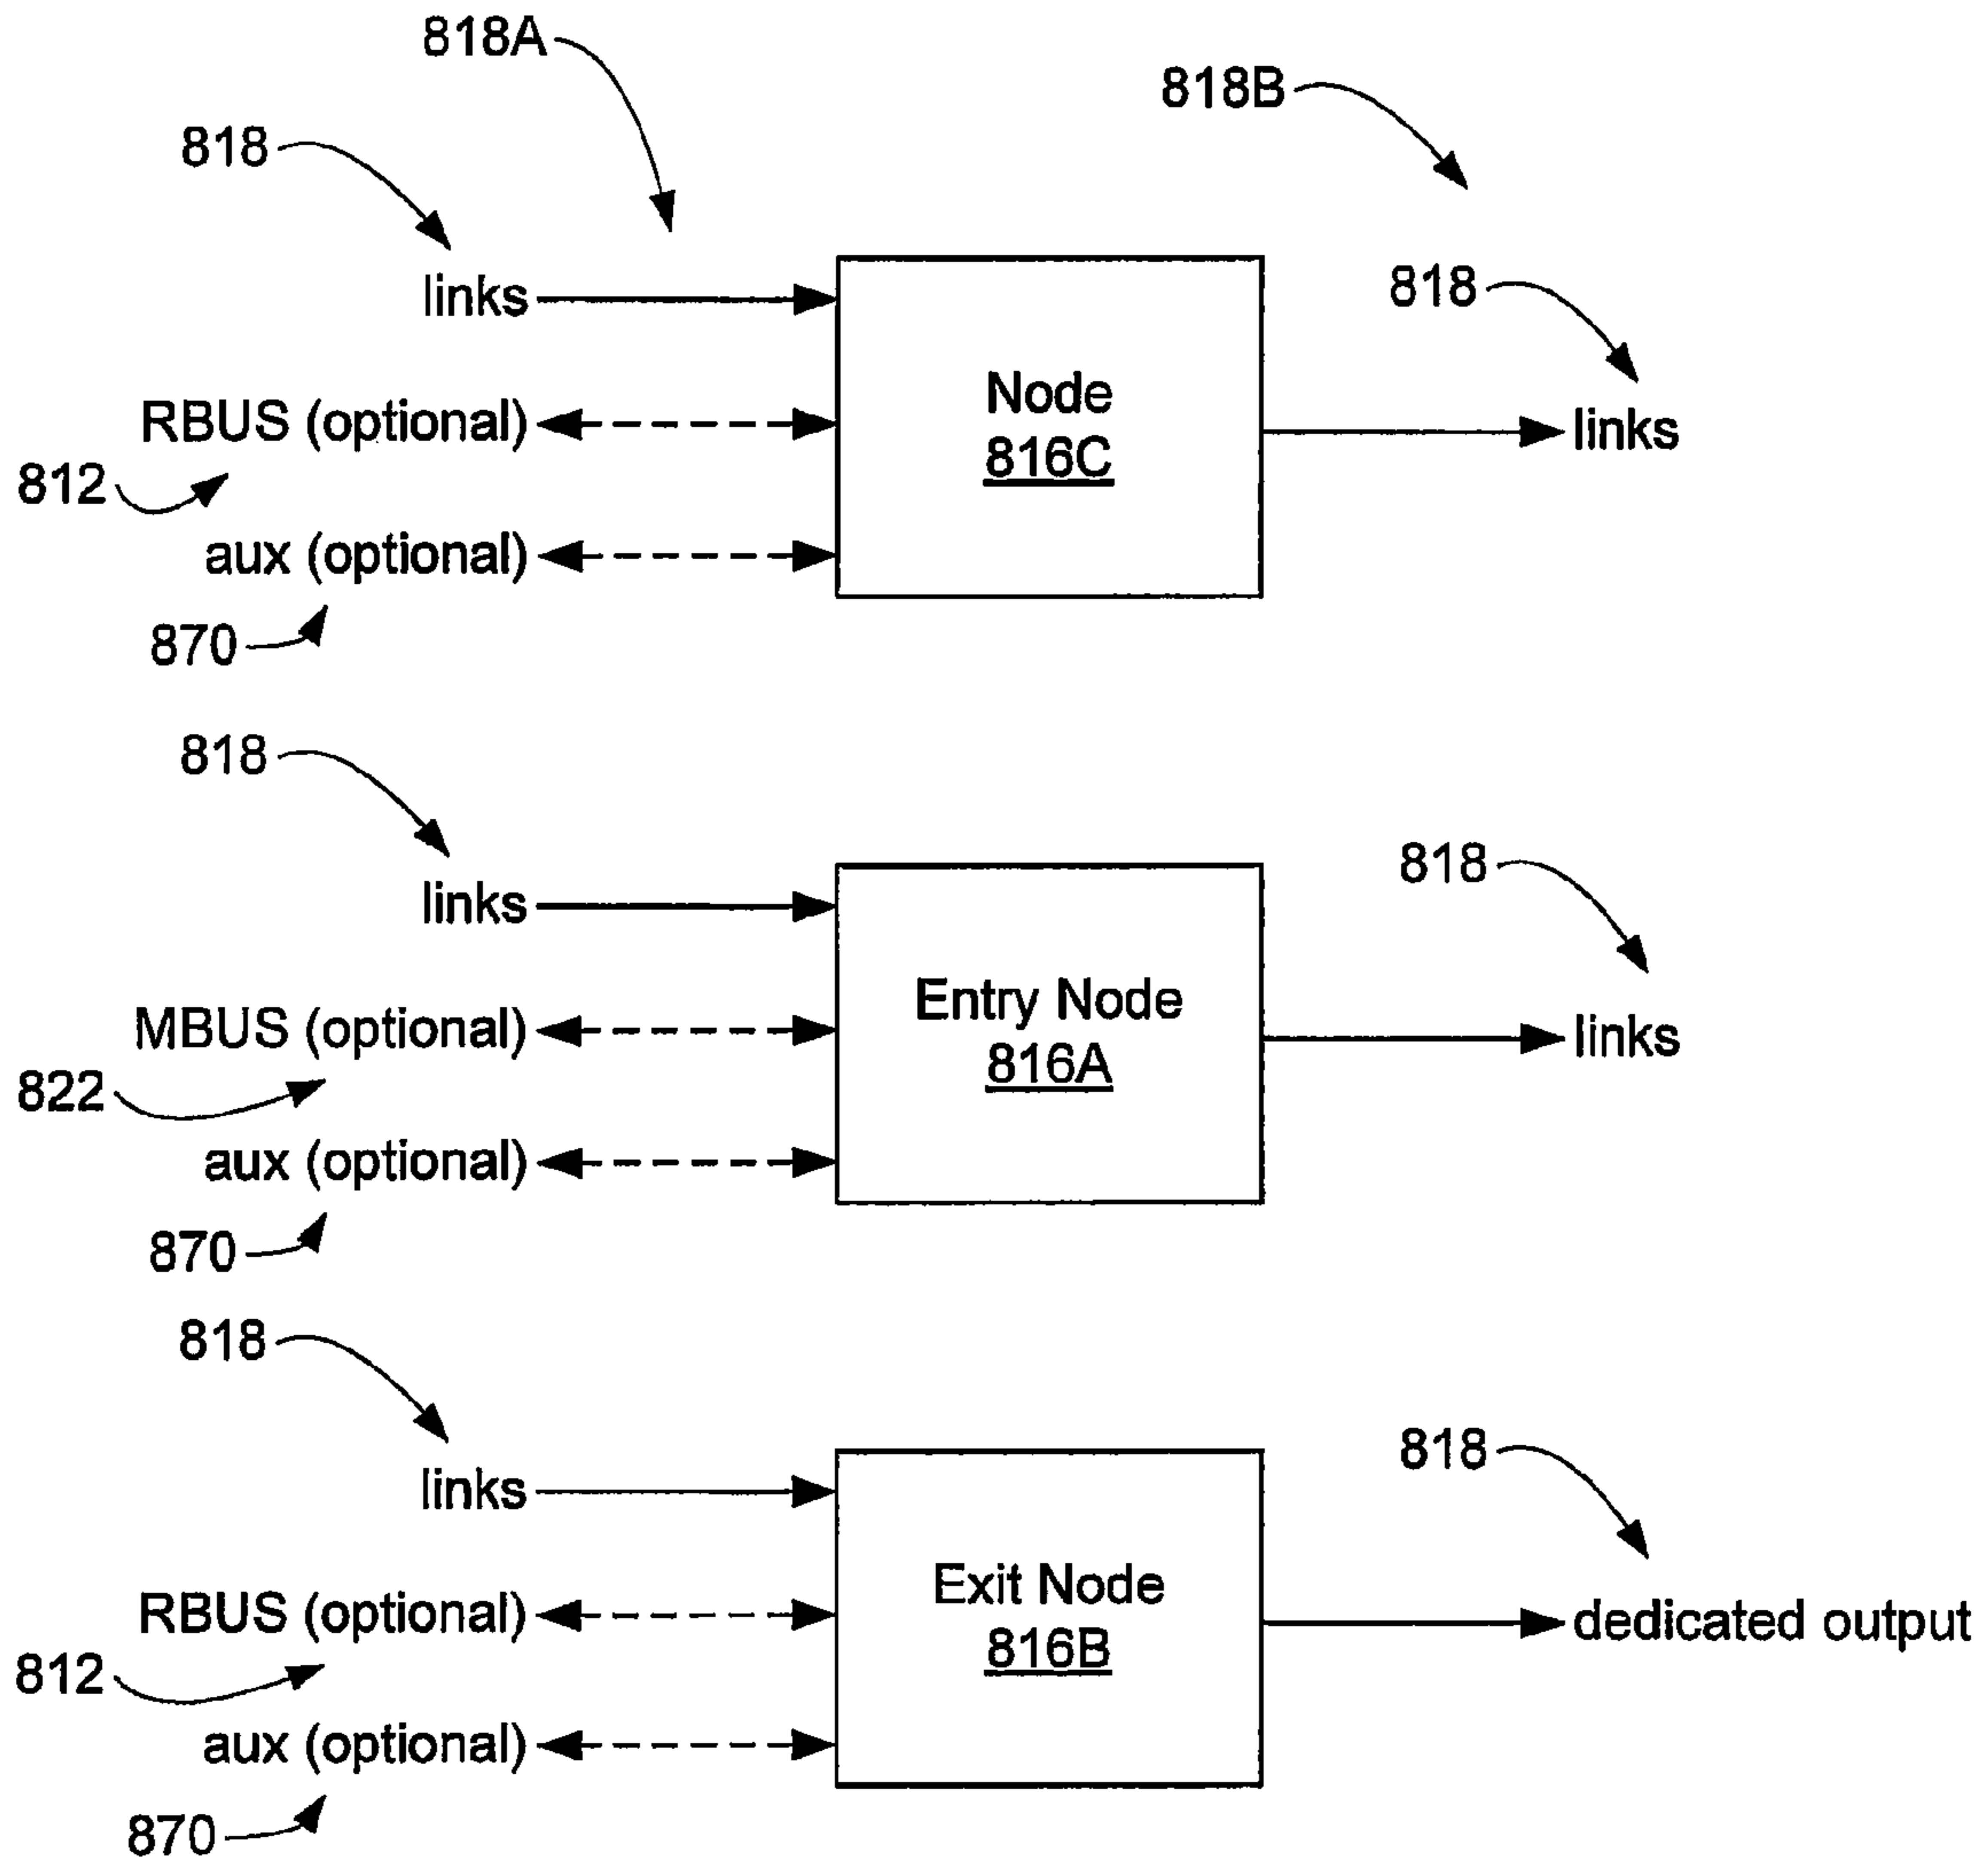 818A
818B
818
818
links
Node
816C
links
RBUS (optional)
812
aux (optional)
870
818
818
links
Entry Node
816A
links
MBUS (optional)
822
aux (optional)
870
818
818
links
Exit Node
816B
dedicated output
RBUS (optional)
812
aux (optional)
870